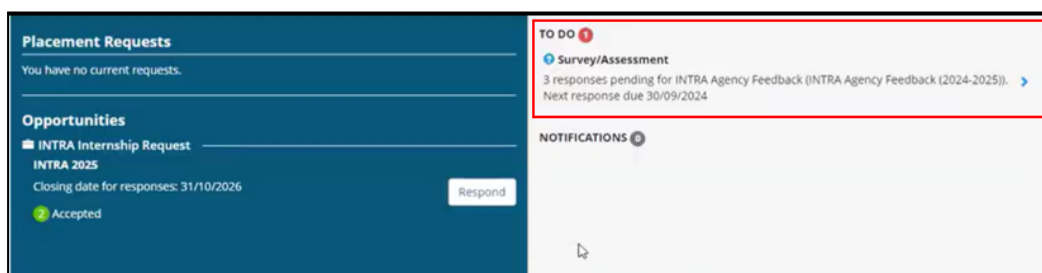 Placement Requests
You have no current requests.
Opportunities
INTRA Internship Request
INTRA 2025
Closing date for responses: 31/10/2026
Respond
2 Accepted
TO DO 1
Survey/Assessment
3 responses pending for INTRA Agency Feedback (INTRA Agency Feedback (2024-2025)).
Next response due 30/09/2024
NOTIFICATIONS 0